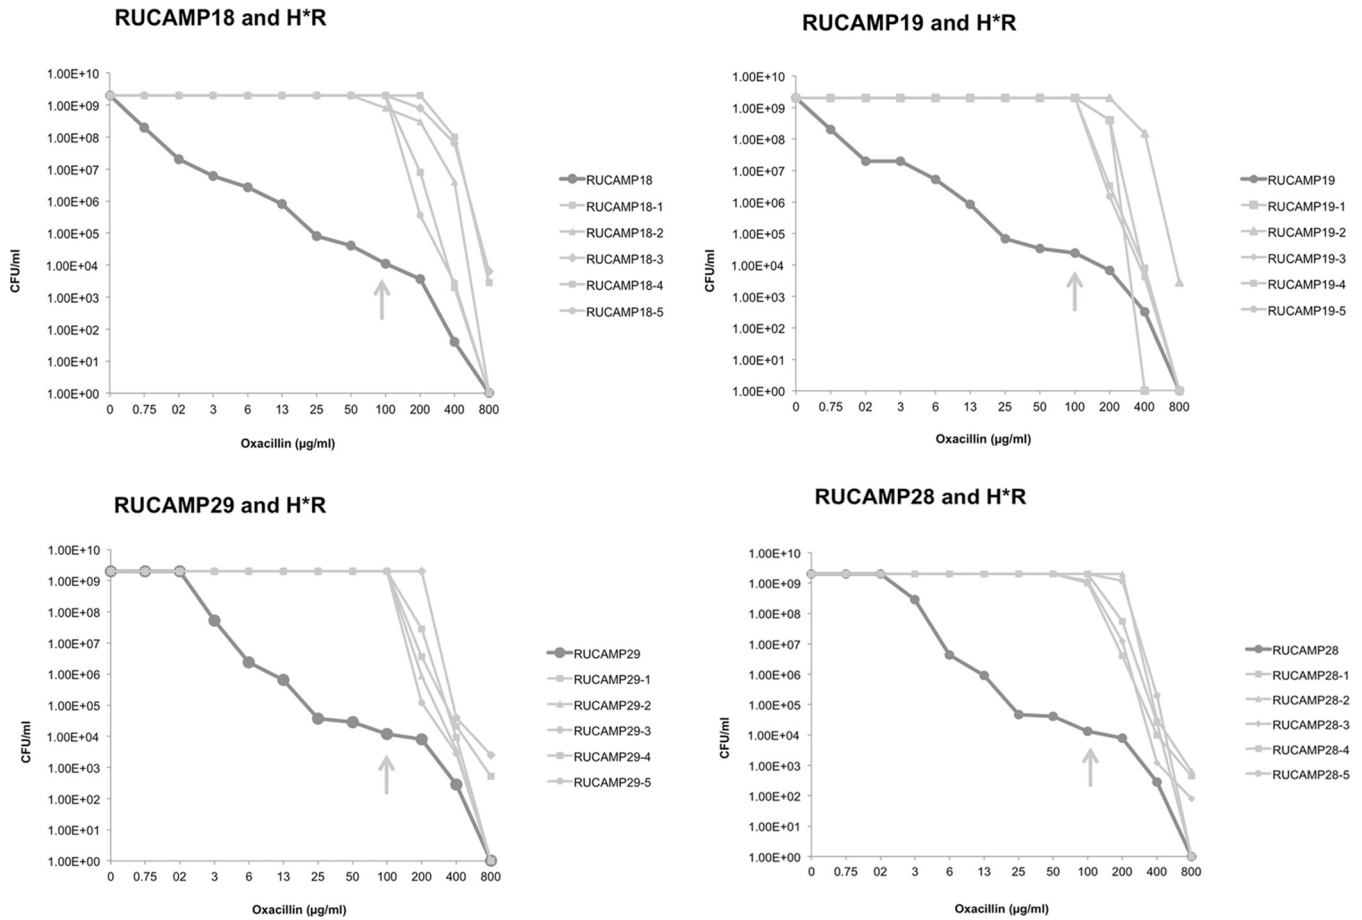 RUCAMP18 and H*R
1.00E+10
1.00E+09
1.00E+08
1.00E+07
1.00E+06
1.00E+05
1.00E+04
1.00E+03
1.00E+02
1.00E+01
1.00E+00
CFU/ml
0 0.75 02 3 6 13 25 50 100 200 400 800
Oxacillin (µg/ml)
RUCAMP18
RUCAMP18-1
RUCAMP18-2
RUCAMP18-3
RUCAMP18-4
RUCAMP18-5
RUCAMP19 and H*R
1.00E+10
1.00E+09
1.00E+08
1.00E+07
1.00E+06
1.00E+05
1.00E+04
1.00E+03
1.00E+02
1.00E+01
1.00E+00
CFU/ml
0 0.75 02 3 6 13 25 50 100 200 400 800
Oxacillin (µg/ml)
RUCAMP19
RUCAMP19-1
RUCAMP19-2
RUCAMP19-3
RUCAMP19-4
RUCAMP19-5
RUCAMP29 and H*R
1.00E+10
1.00E+09
1.00E+08
1.00E+07
1.00E+06
1.00E+05
1.00E+04
1.00E+03
1.00E+02
1.00E+01
1.00E+00
CFU/ml
0 0.75 02 3 6 13 25 50 100 200 400 800
Oxacillin (µg/ml)
RUCAMP29
RUCAMP29-1
RUCAMP29-2
RUCAMP29-3
RUCAMP29-4
RUCAMP29-5
RUCAMP28 and H*R
1.00E+10
1.00E+09
1.00E+08
1.00E+07
1.00E+06
1.00E+05
1.00E+04
1.00E+03
1.00E+02
1.00E+01
1.00E+00
CFU/ml
0 0.75 02 3 6 13 25 50 100 200 400 800
Oxacillin (µg/ml)
RUCAMP28
RUCAMP28-1
RUCAMP28-2
RUCAMP28-3
RUCAMP28-4
RUCAMP28-5